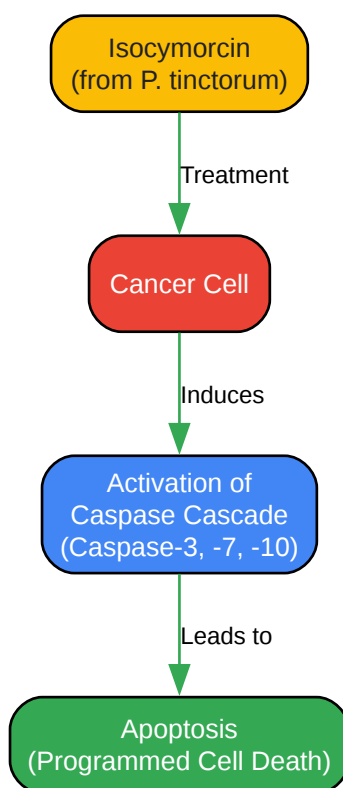 Isocymorcin
(from P. tinctorum)
Treatment
Cancer Cell
Induces
Activation of
Caspase Cascade
(Caspase-3, -7, -10)
Leads to
Apoptosis
(Programmed Cell Death)